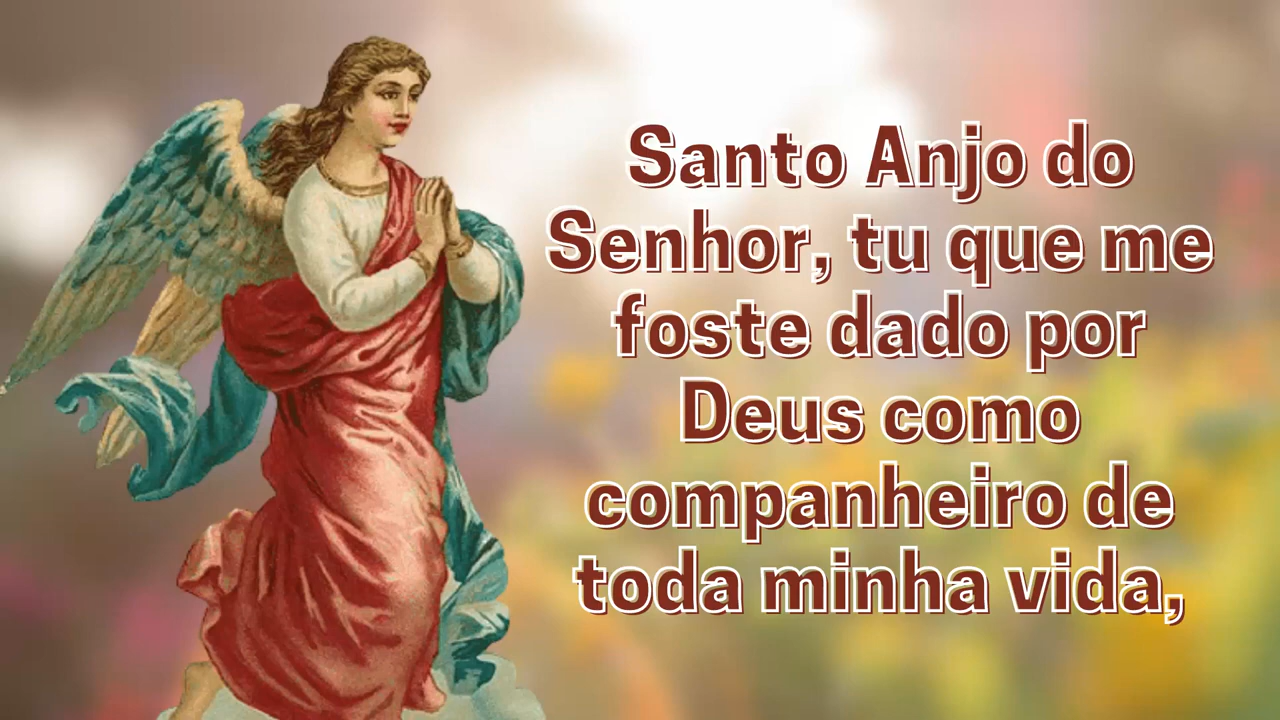 Santo Anjo do
Senhor, tu que me
foste dado por
Deus como
companheiro de
toda minha vida,